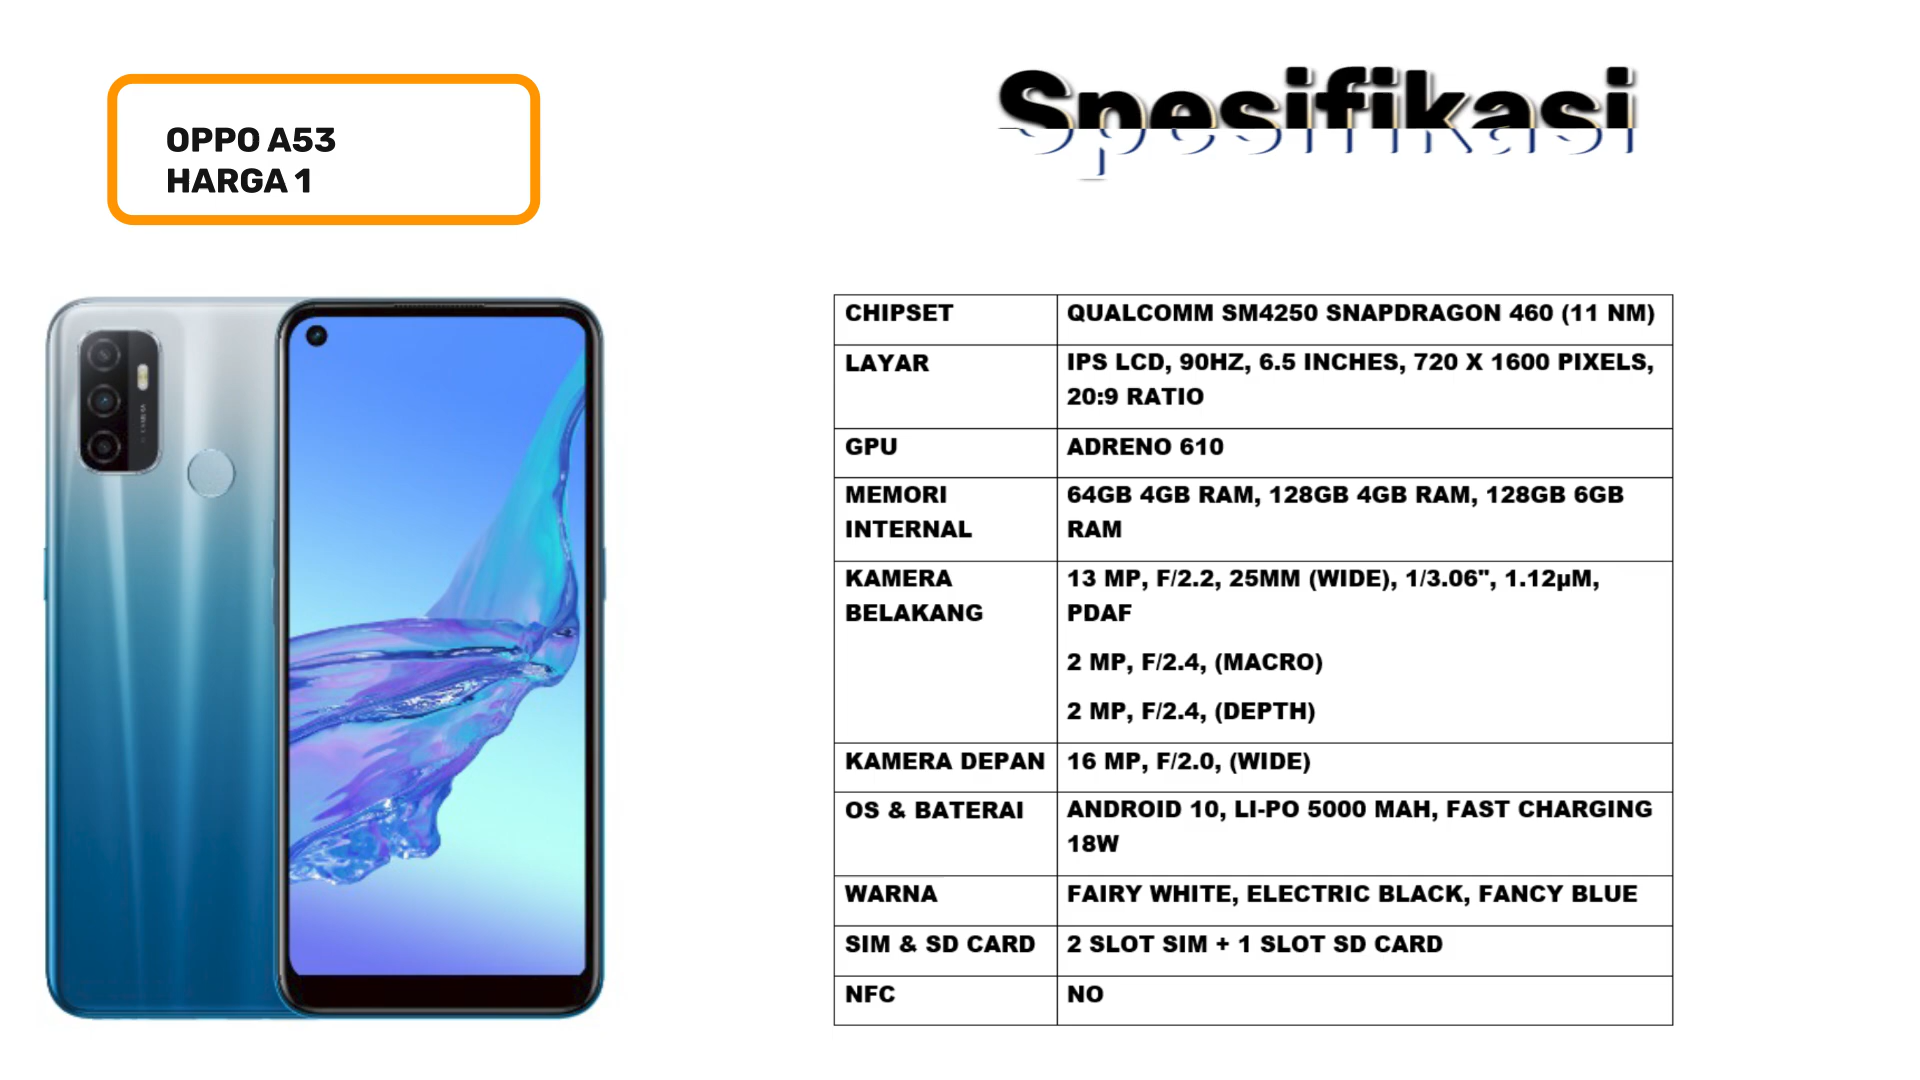 OPPO A53
HARGA 1
Spesifikasi
CHIPSET QUALCOMM SM4250 SNAPDRAGON 460 (11 NM)
LAYAR IPS LCD, 90HZ, 6.5 INCHES, 720 X 1600 PIXELS,
20:9 RATIO
GPU ADRENO 610
MEMORI INTERNAL 64GB 4GB RAM, 128GB 4GB RAM, 128GB 6GB
RAM
KAMERA BELAKANG 13 MP, F/2.2, 25MM (WIDE), 1/3.06", 1.12µM,
PDAF
2 MP, F/2.4, (MACRO)
2 MP, F/2.4, (DEPTH)
KAMERA DEPAN 16 MP, F/2.0, (WIDE)
OS & BATERAI ANDROID 10, LI-PO 5000 MAH, FAST CHARGING
18W
WARNA FAIRY WHITE, ELECTRIC BLACK, FANCY BLUE
SIM & SD CARD 2 SLOT SIM + 1 SLOT SD CARD
NFC NO